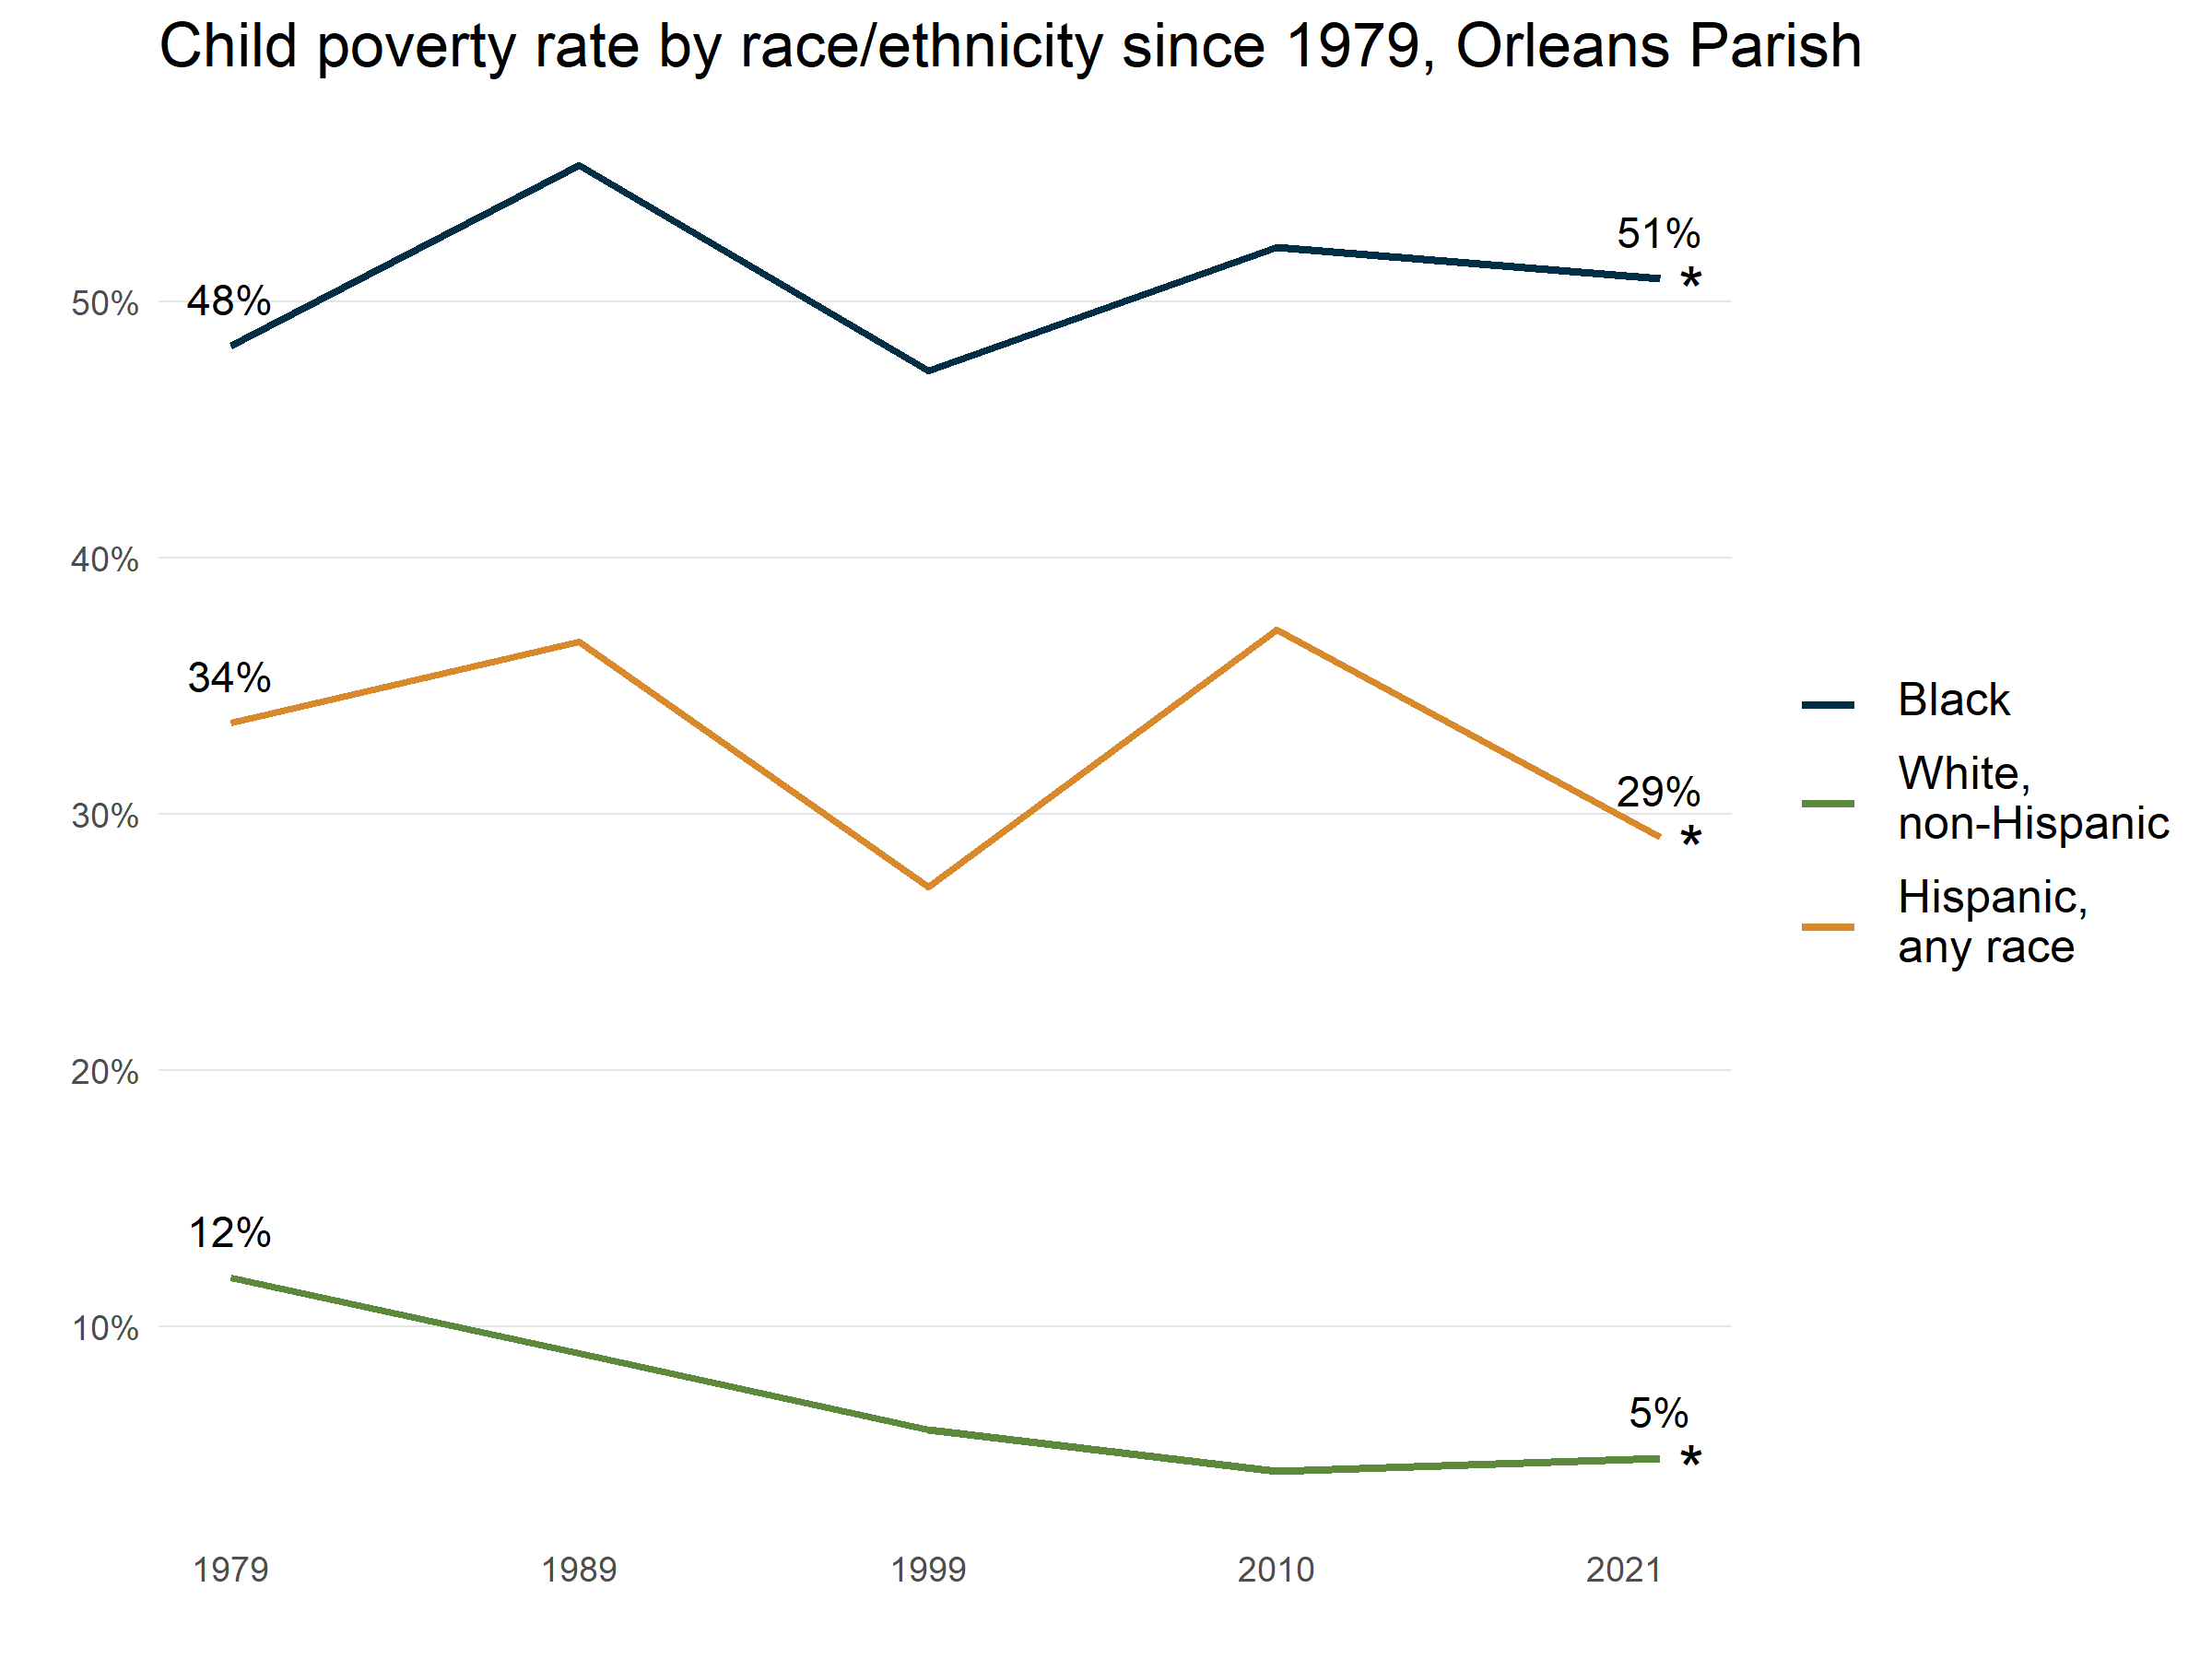 Child poverty rate by race/ethnicity since 1979, Orleans Parish
51%
*
48%
50%
40%
34%
29%
*
30%
Black
White,
non-Hispanic
Hispanic,
any race
20%
12%
10%
5%
*
1979 1989 1999 2010 2021